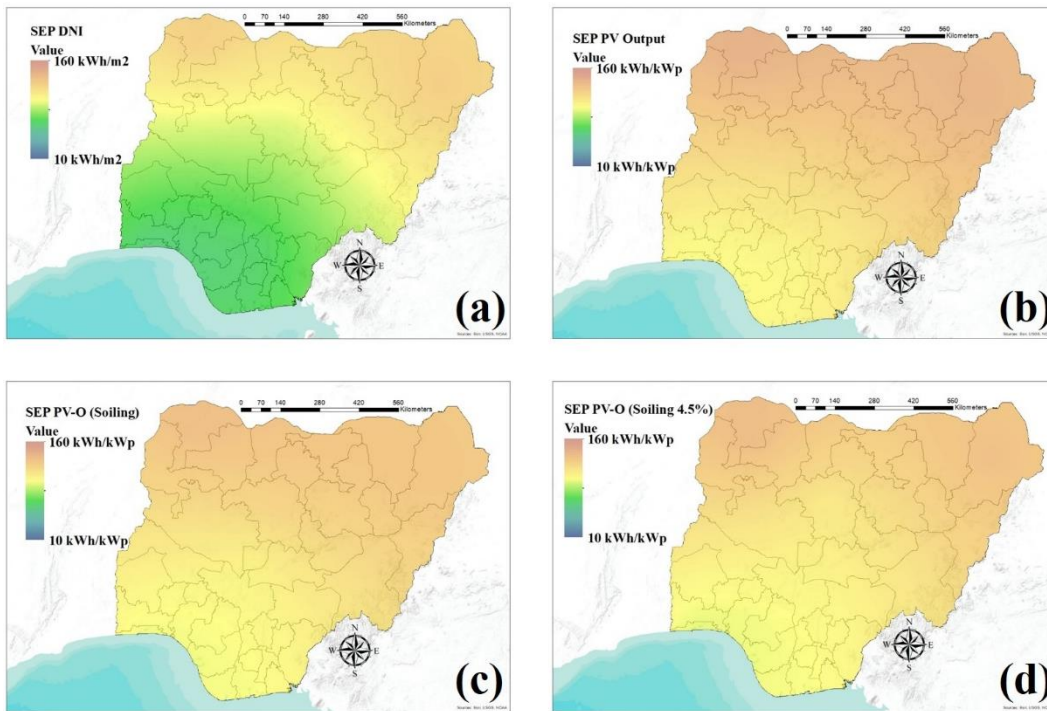 SEP DNI
Value
160 kWh/m2
10 kWh/m2
0 70 140 280 420 560
Kilometers
N
W E
S
(a)
SEP PV Output
Value
160 kWh/kWp
10 kWh/kWp
0 70 140 280 420 560
Kilometers
N
W E
S
(b)
SEP PV-O (Soiling)
Value
160 kWh/kWp
10 kWh/kWp
0 70 140 280 420 560
Kilometers
N
W E
S
(c)
SEP PV-O (Soiling 4.5%)
Value
160 kWh/kWp
10 kWh/kWp
0 70 140 280 420 560
Kilometers
N
W E
S
(d)